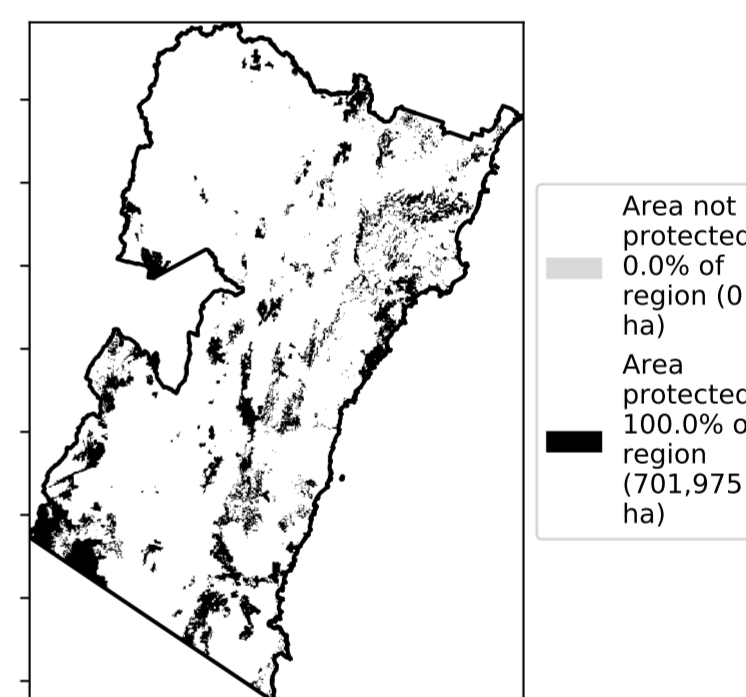 Area not
protected
0.0% of
region (0
ha)
Area
protected
100.0% o
region
(701,975
ha)